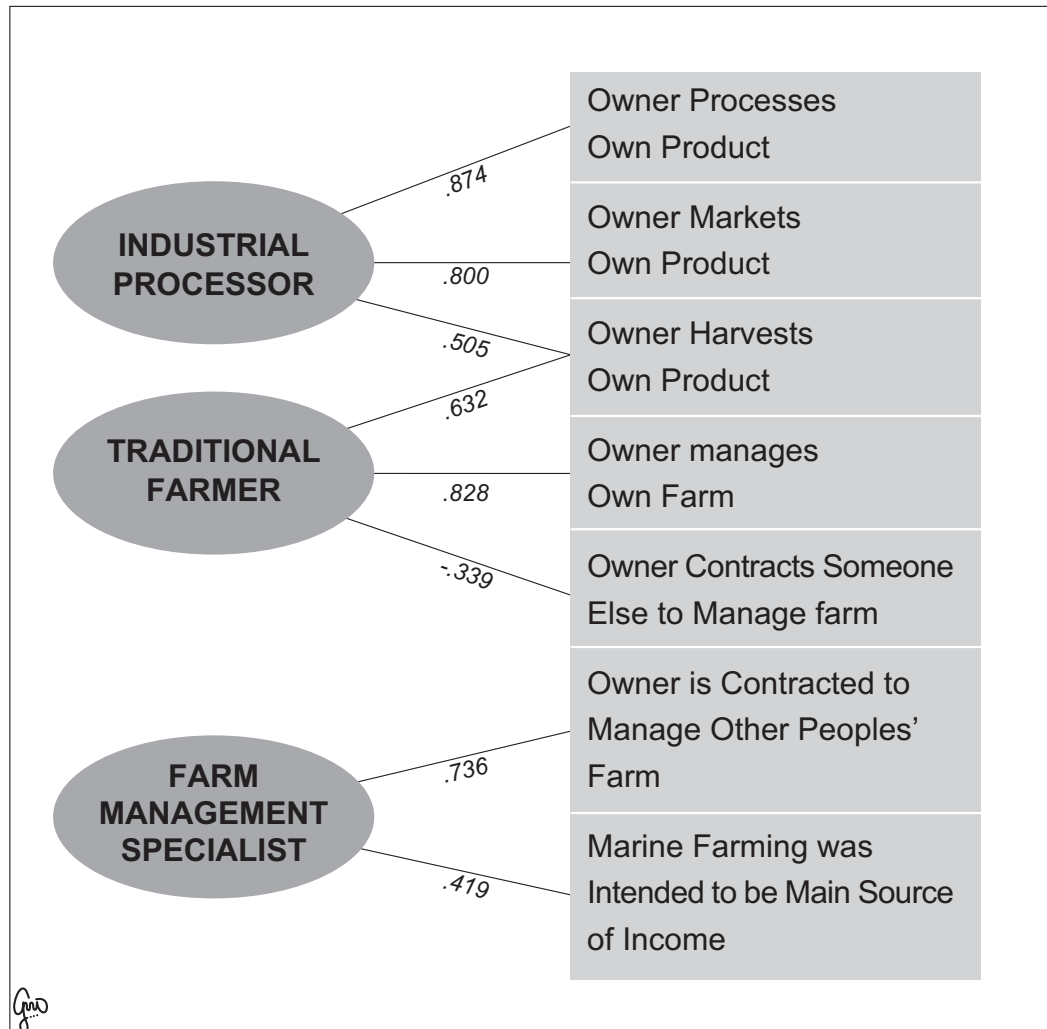 Owner Processes
Own Product
.874
INDUSTRIAL
PROCESSOR
Owner Markets
Own Product
.800
.505
Owner Harvests
Own Product
.632
TRADITIONAL
FARMER
Owner manages
Own Farm
.828
-.339
Owner Contracts Someone
Else to Manage farm
Owner is Contracted to
Manage Other Peoples’
Farm
.736
FARM
MANAGEMENT
SPECIALIST
.419
Marine Farming was
Intended to be Main Source
of Income